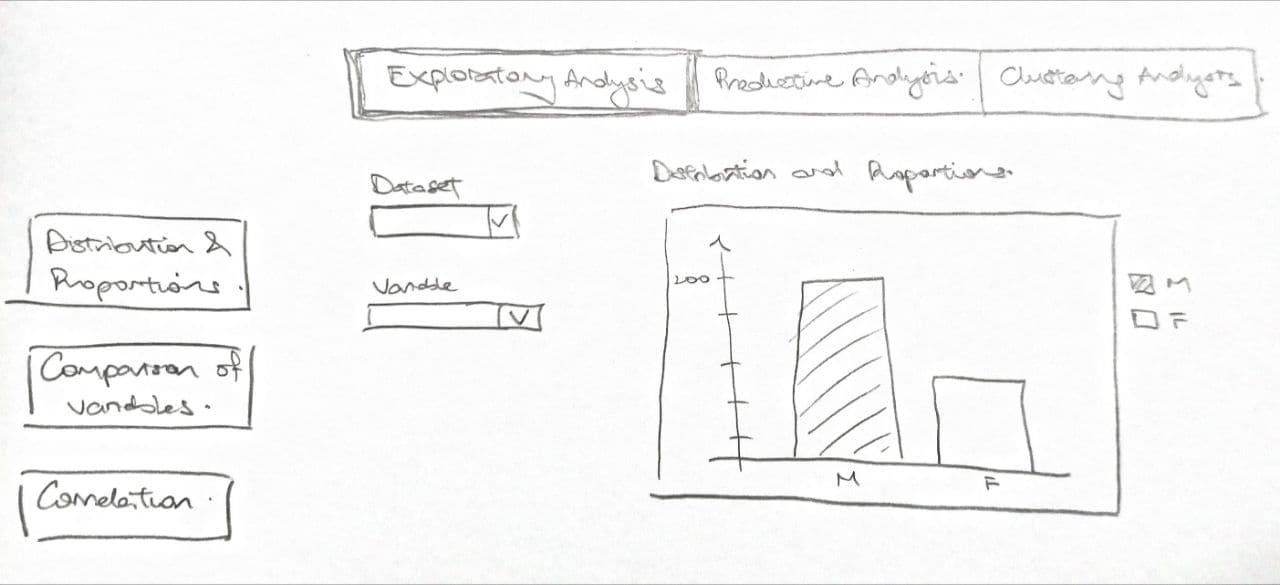 Exploratory Analysis
Predictive Analysis.
Clustering Analysis
Distribution &
Proportions.
Comparison of
variables.
Correlation.
Dataset
Variable
Distribution and Proportions.
200
M
F
M
F